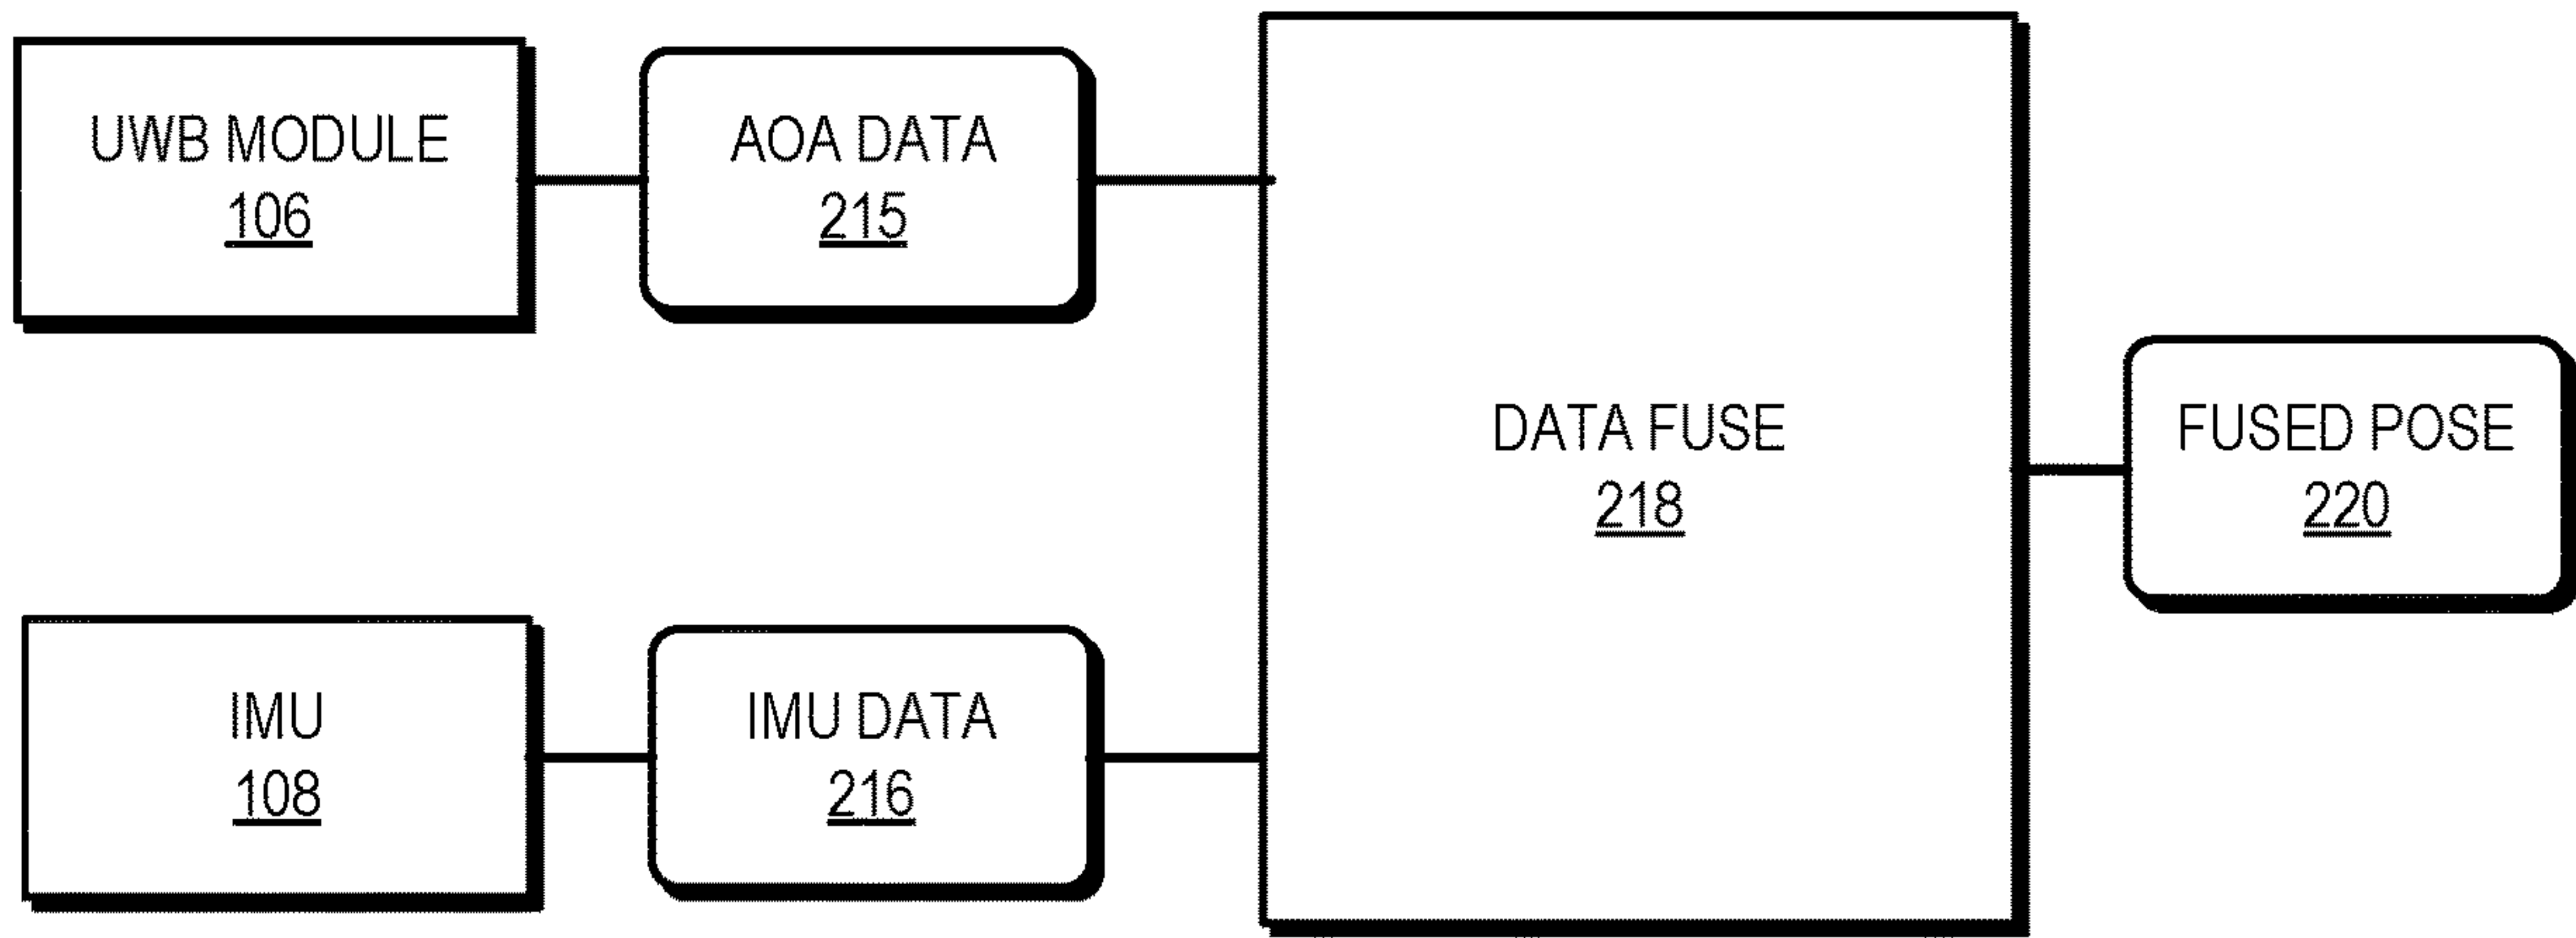 UWB MODULE
106
AOA DATA
215
DATA FUSE
218
FUSED POSE
220
IMU
108
IMU DATA
216